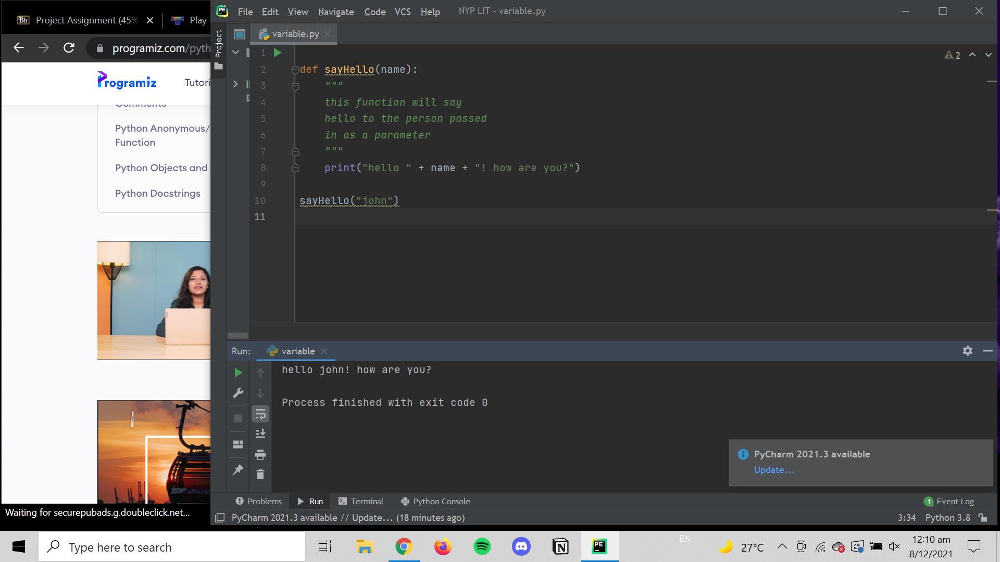 Bb Project Assignment (45%
TETRIS Play
programiz.com/pyth
Programiz
Tutori
Comments
Python Anonymous/
Function
Python Objects and
Python Docstrings
Waiting for securepubads.g.doubleclick.net...
PE File Edit View Navigate Code VCS Help NYP LIT - variable.py
Project
variable.py
2
1
2 def sayHello(name):
3 """
4 this function will say
5 hello to the person passed
6 in as a parameter
7 """
8 print("hello " + name + "! how are you?")
9
10 sayHello("john")
11
Run: variable
hello john! how are you?
Process finished with exit code 0
PyCharm 2021.3 available
Update...
Problems Run Terminal Python Console 1 Event Log
PyCharm 2021.3 available // Update... (18 minutes ago) 3:34 Python 3.8
Type here to search
N
PE
EN
27°C
12:10 am
8/12/2021